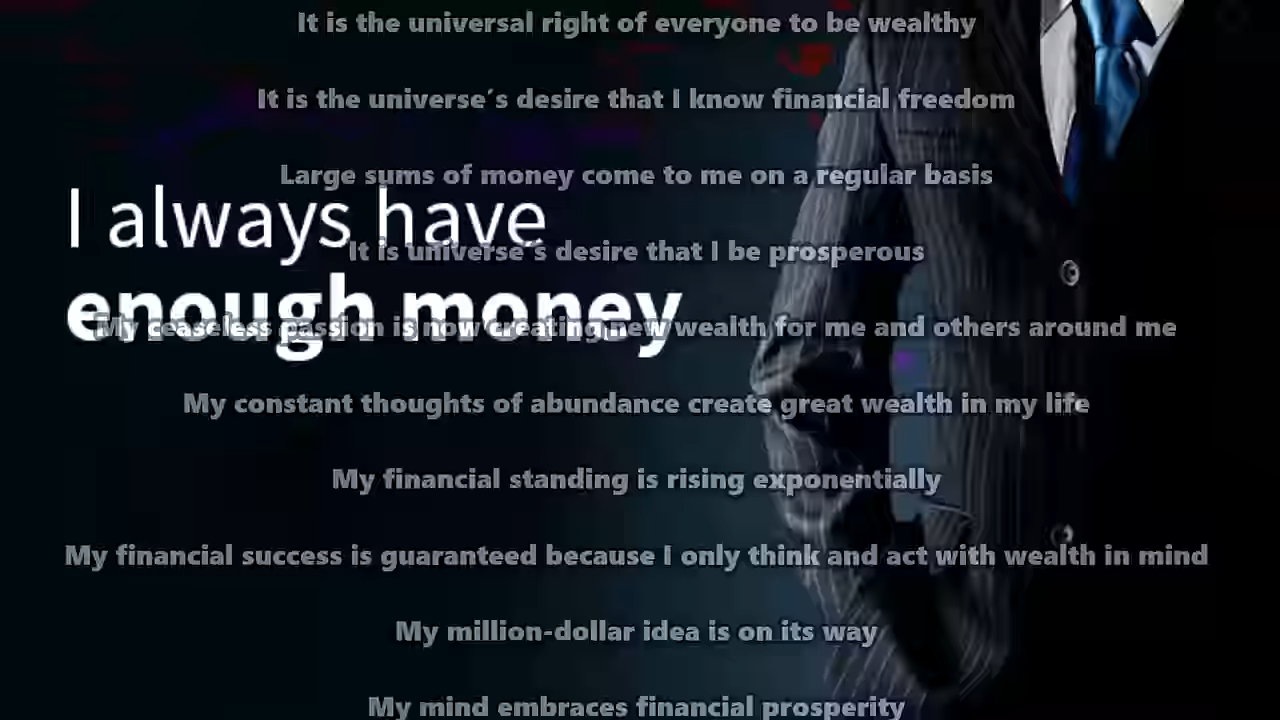 It is the universal right of everyone to be wealthy
It is the universe´s desire that I know financial freedom
Large sums of money come to me on a regular basis
I always have
It is universe´s desire that I be prosperous
enough money
My ceaseless passion is now creating new wealth for me and others around me
My constant thoughts of abundance create great wealth in my life
My financial standing is rising exponentially
My financial success is guaranteed because I only think and act with wealth in mind
My million-dollar idea is on its way
My mind embraces financial prosperity